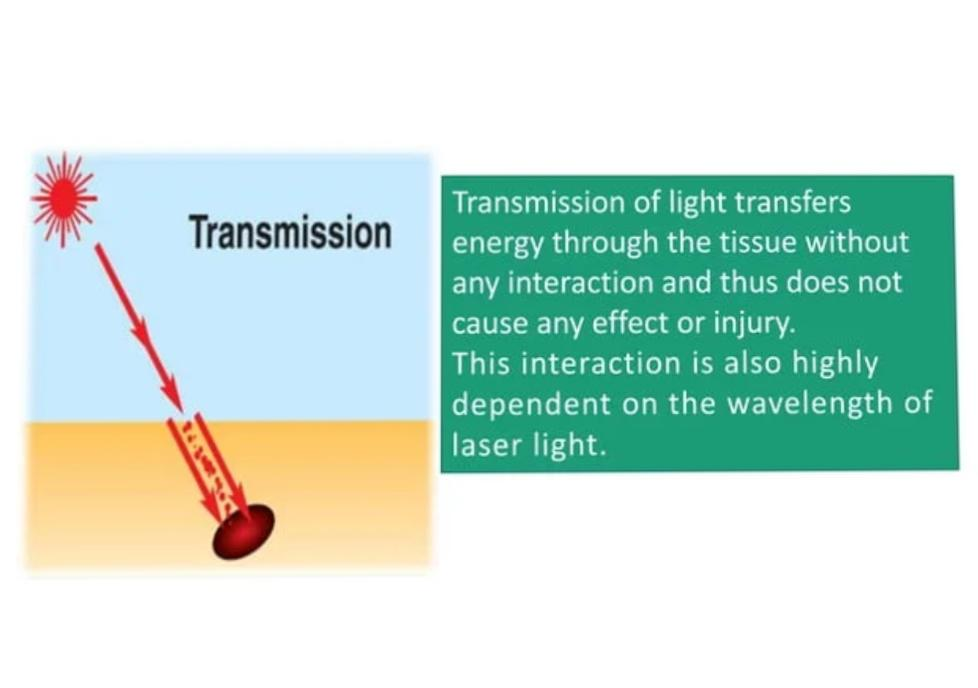 Transmission
Transmission of light transfers
energy through the tissue without
any interaction and thus does not
cause any effect or injury.
This interaction is also highly
dependent on the wavelength of
laser light.